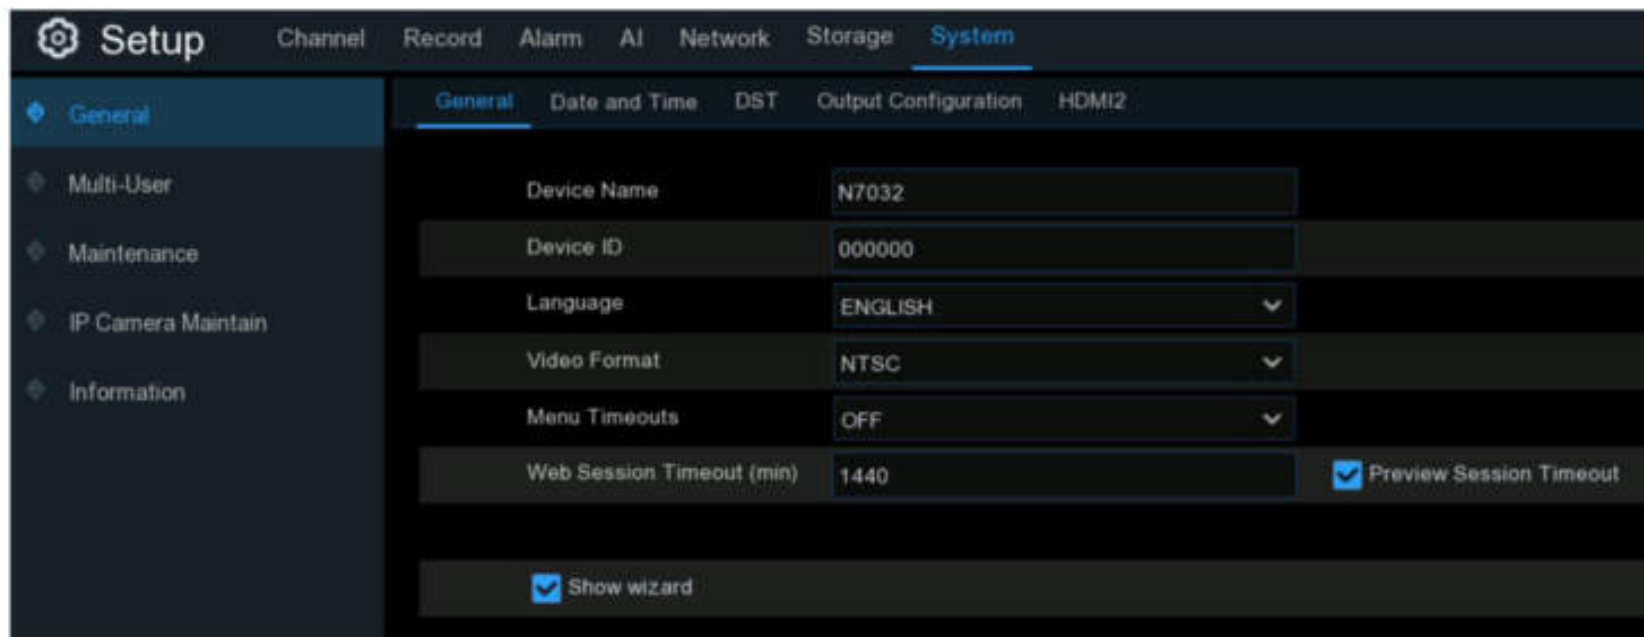 Setup Channel Record Alarm AI Network Storage System
General Date and Time DST Output Configuration HDMI2
General
Multi-User
Maintenance
IP Camera Maintain
Information
Device Name N7032
Device ID 000000
Language ENGLISH
Video Format NTSC
Menu Timeouts OFF
Web Session Timeout (min) 1440 Preview Session Timeout
Show wizard